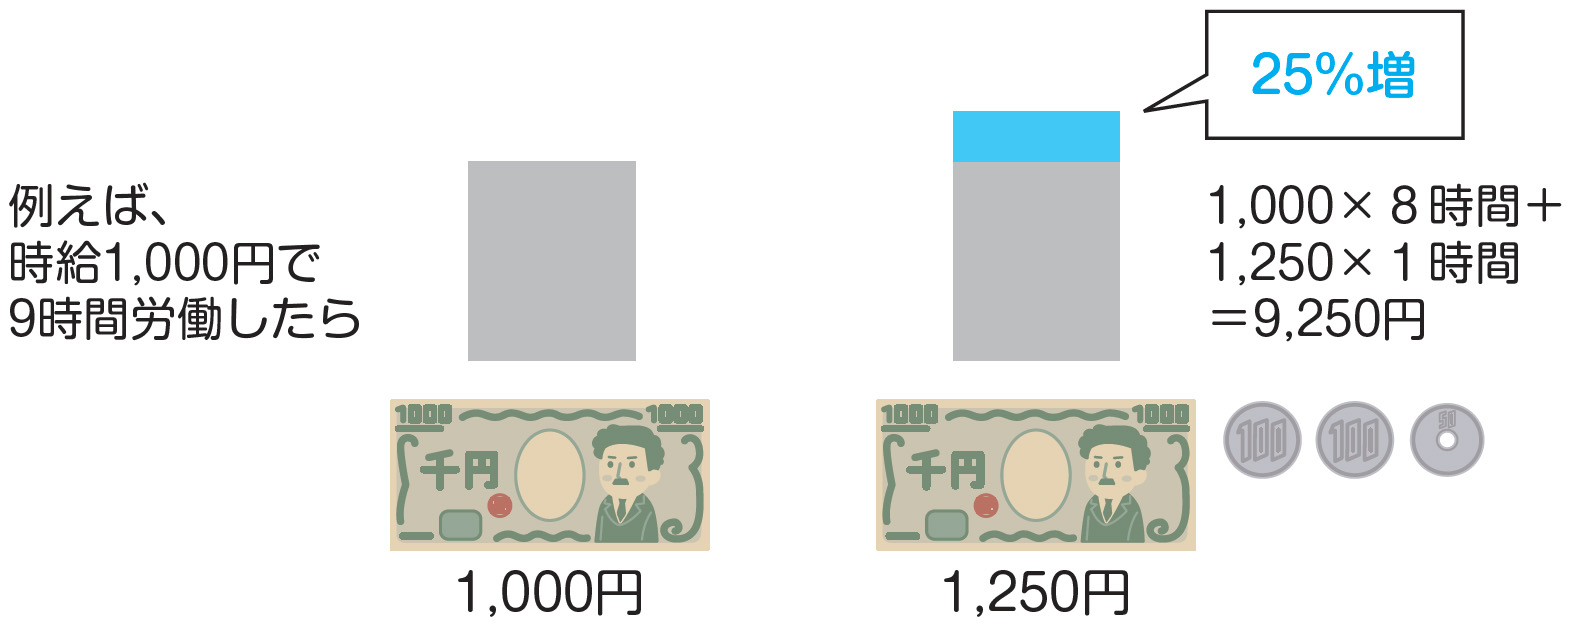 25%増
例えば、
時給1,000円で
9時間労働したら
1,000×8時間＋
1,250×1時間
＝9,250円
1000
1000
千円
1000
1000
千円
100
100
50
1,000円
1,250円